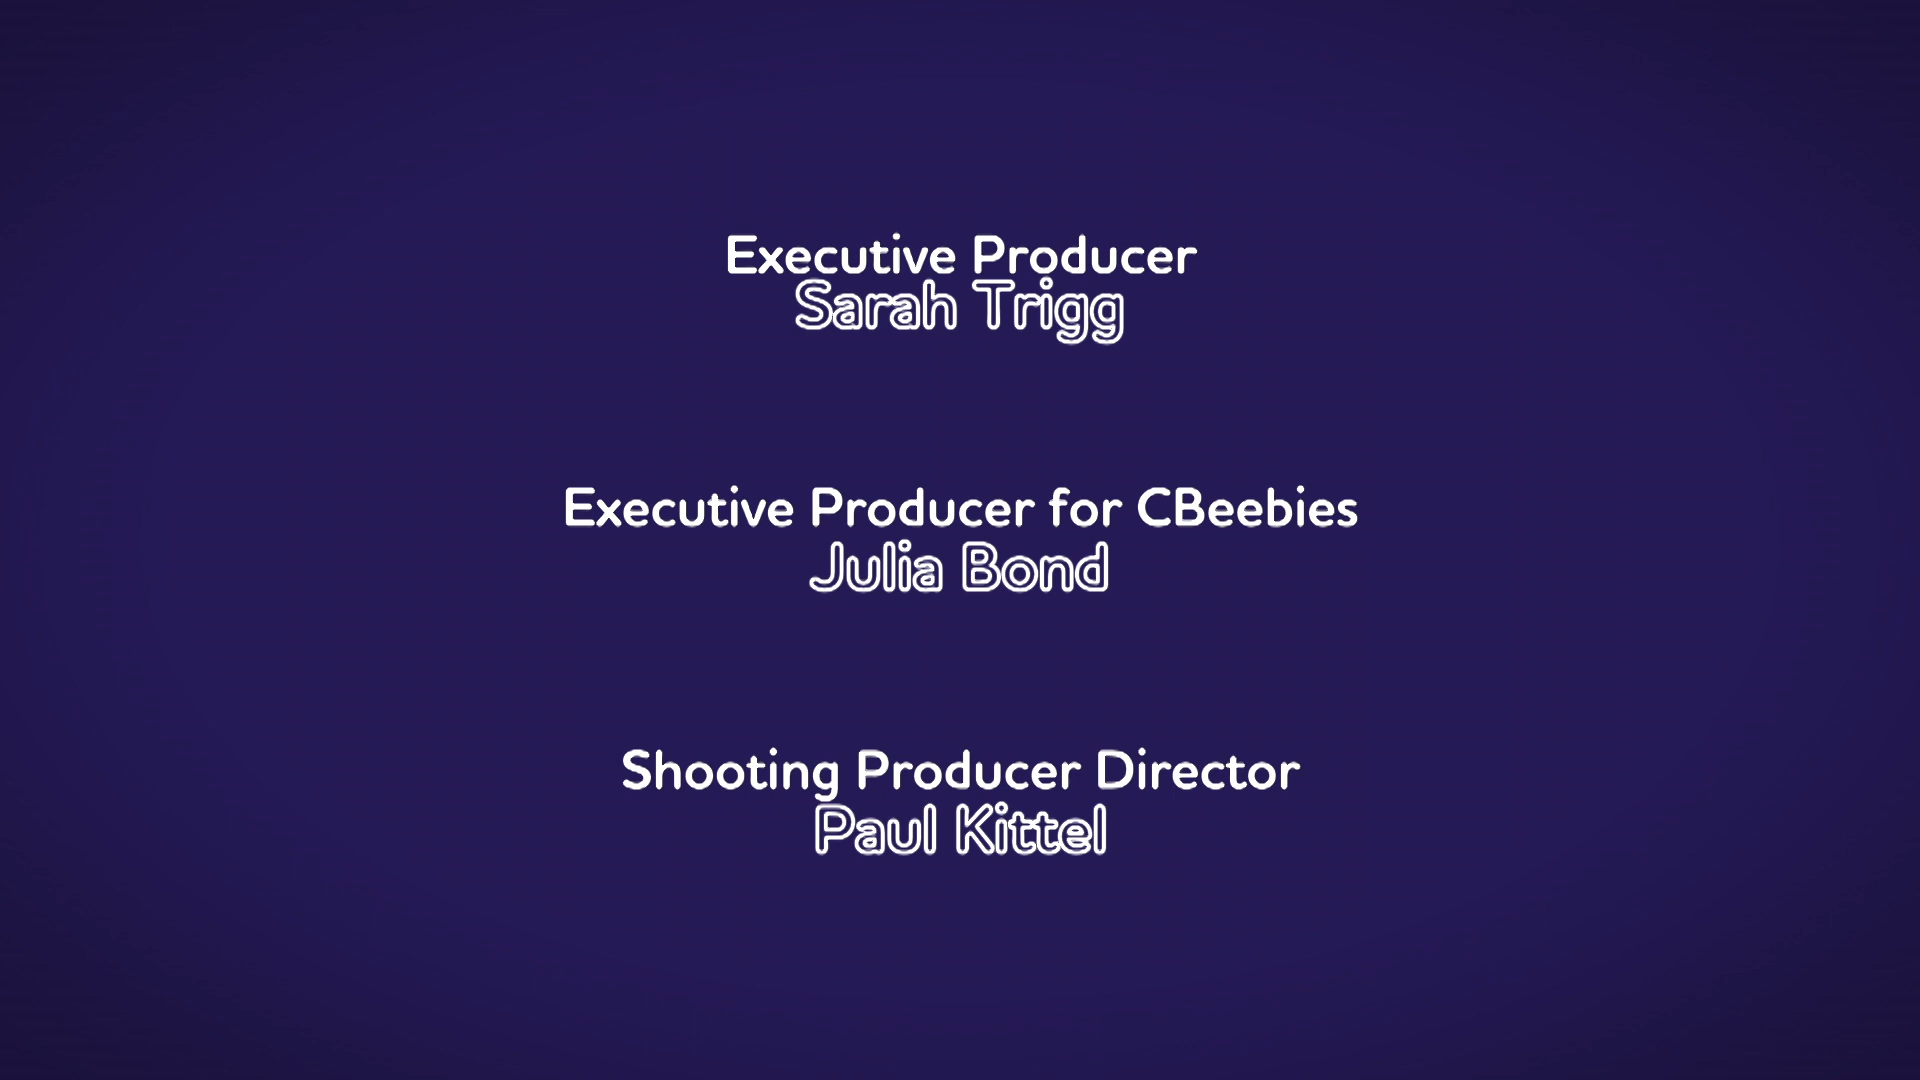 Executive Producer
Sarah Trigg
Executive Producer for CBeebies
Julia Bond
Shooting Producer Director
Paul Kittel